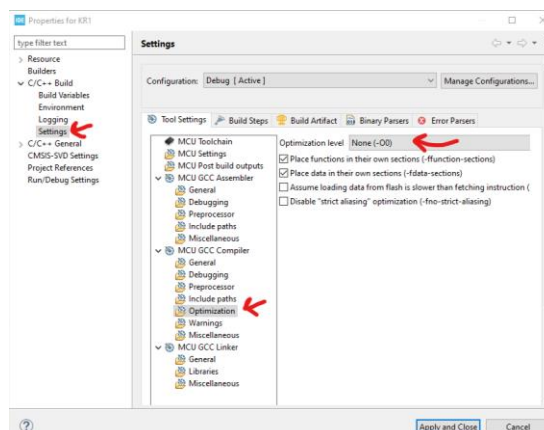 IDE Properties for KR1
type filter text
Settings
Resource
Builders
C/C++ Build
Build Variables
Environment
Logging
Settings
C/C++ General
CMSIS-SVD Settings
Project References
Run/Debug Settings
Configuration: Debug [ Active ]
Manage Configurations...
Tool Settings Build Steps Build Artifact Binary Parsers Error Parsers
MCU Toolchain
MCU Settings
MCU Post build outputs
MCU GCC Assembler
General
Debugging
Preprocessor
Include paths
Miscellaneous
MCU GCC Compiler
General
Debugging
Preprocessor
Include paths
Optimization
Warnings
Miscellaneous
MCU GCC Linker
General
Libraries
Miscellaneous
Optimization level None (-O0)
Place functions in their own sections (-ffunction-sections)
Place data in their own sections (-fdata-sections)
Assume loading data from flash is slower than fetching instruction (
Disable "strict aliasing" optimization (-fno-strict-aliasing)
?
Apply and Close
Cancel